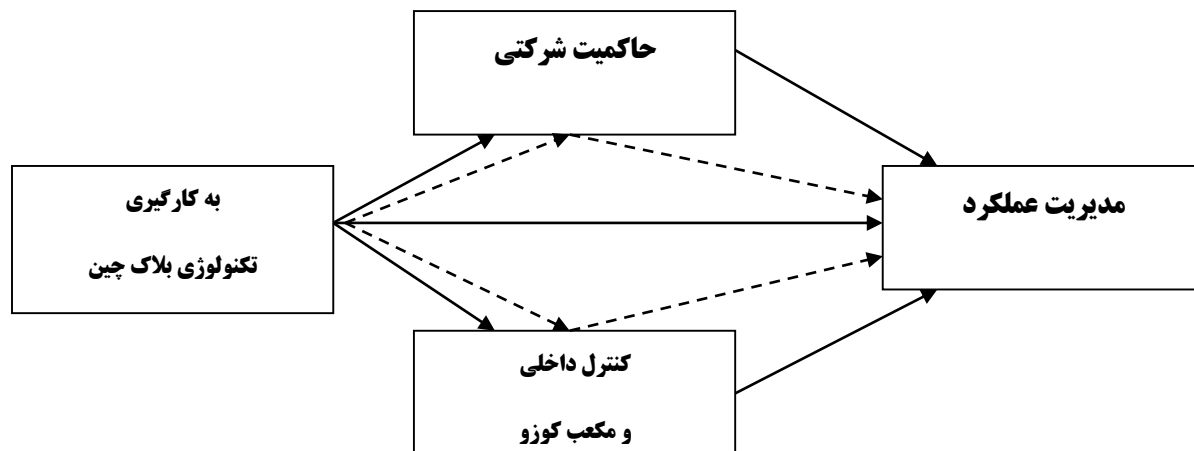 حاکمیت شرکتی
به کارگیری
تکنولوژی بلاک چین
مدیریت عملکرد
کنترل داخلی
و مکعب کوزو